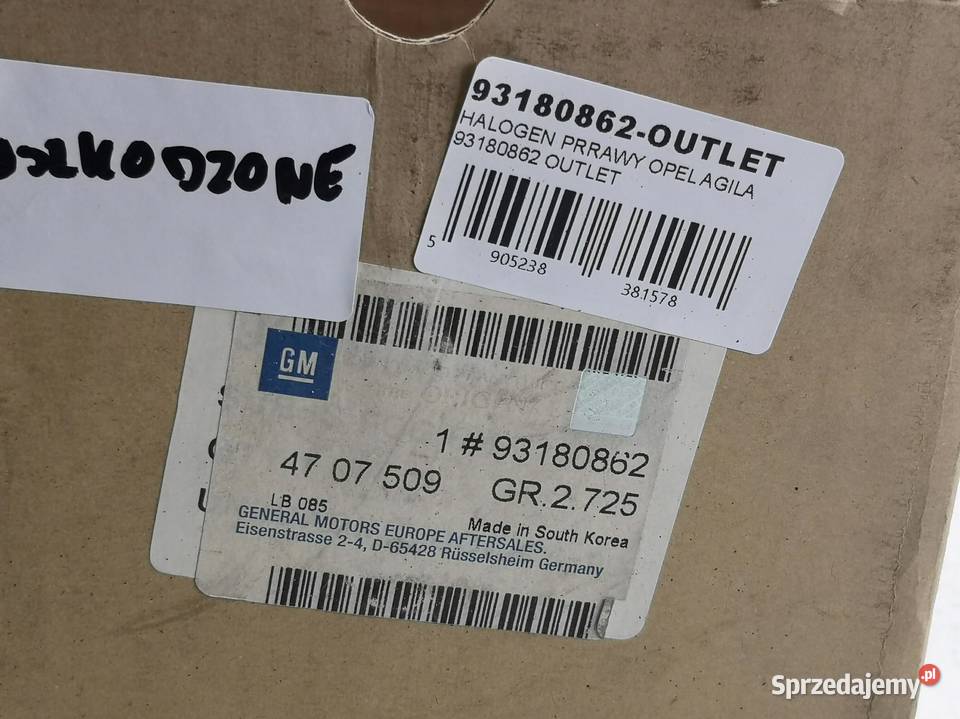 93180862-OUTLET
HALOGEN PRRAWY OPEL AGILA
93180862 OUTLET
5 905238 381578
GM
1 # 93180862
47 07 509 GR.2.725
LB 085 Made in South Korea
GENERAL MOTORS EUROPE AFTERSALES.
Eisenstrasse 2-4, D-65428 Rüsselsheim Germany
Sprzedajemy.pl